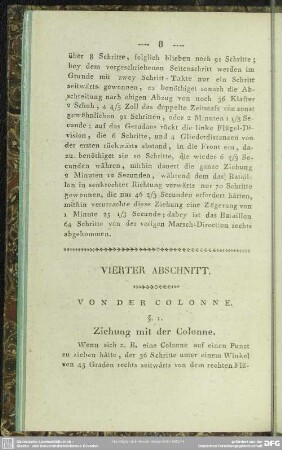 — 8 —
über 8 Schritte, folglich blieben noch 91 Schritte;
bey dem vorgeschriebenen Seitenschritt werden im
Grunde mit zwey Schritt-Takte nur ein Schritt
seitwärts gewonnen, es benöthiget sonach die Ab-
schreitung nach obigen Abzug von noch 36 Klafter
2 Schuh, 4 4/5 Zoll das doppelte Zeitmaſs von sonst
gewöhnlichen 91 Schritten, oder 2 Minuten 1 1/3 Se-
cunde: auf das Geradaus rückt die linke Flügel-Di-
vision, die 6 Schritte, und 4 Gliederdistanzen von
der ersten rückwärts abstand, in die Front ein,
dazu benöthiget sie 10 Schritte, die wieder 6 2/3 Se-
cunden währen, mithin dauert die ganze Ziehung
2 Minuten 10 Secunden, während dem das Batail-
lon in senkrechter Richtung vorwärts nur 70 Schritte
gewonnen, die nur 46 2/3 Secunden erfordert hätten,
mithin verursachte diese Ziehung eine Zögerung von
1 Minute 25 1/3 Secunde; dabey ist das Bataillon
64 Schritte von der vorigen Marsch-Direction rechts
abgekommen.
VIERTER ABSCHNITT.
VON DER COLONNE.
§. 1.
Ziehung mit der Colonne.
Wenn sich z. B. eine Colonne auf einen Punct
zu ziehen hätte, der 36 Schritte unter einem Winkel
von 45 Graden rechts seitwärts von dem rechten Flü-